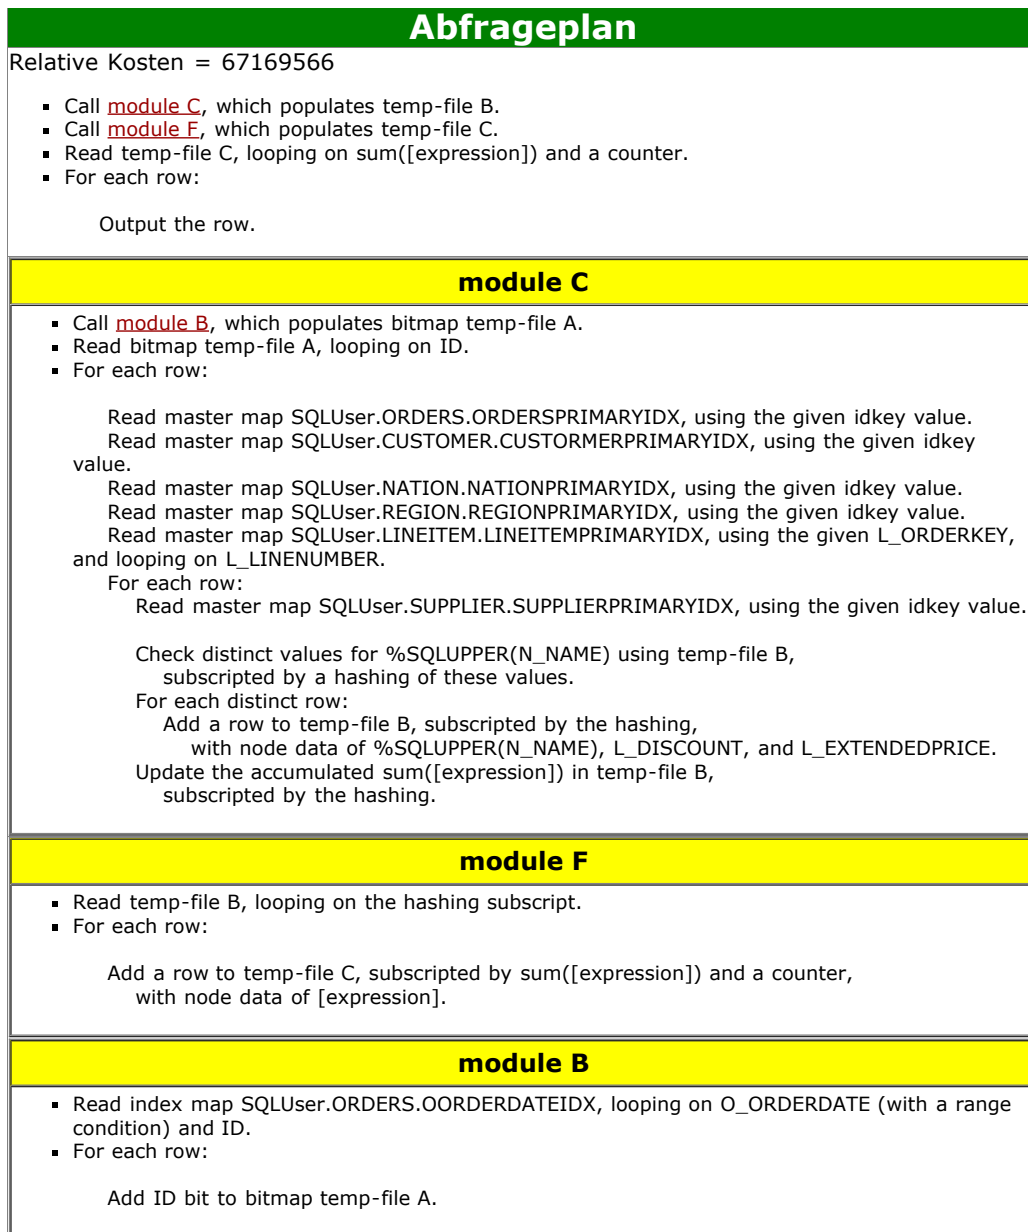 Abfrageplan
Relative Kosten = 67169566
Call module C, which populates temp-file B.
Call module F, which populates temp-file C.
Read temp-file C, looping on sum([expression]) and a counter.
For each row:
Output the row.
module C
Call module B, which populates bitmap temp-file A.
Read bitmap temp-file A, looping on ID.
For each row:
Read master map SQLUser.ORDERS.ORDERSPRIMARYIDX, using the given idkey value.
Read master map SQLUser.CUSTOMER.CUSTORMERPRIMARYIDX, using the given idkey
value.
Read master map SQLUser.NATION.NATIONPRIMARYIDX, using the given idkey value.
Read master map SQLUser.REGION.REGIONPRIMARYIDX, using the given idkey value.
Read master map SQLUser.LINEITEM.LINEITEMPRIMARYIDX, using the given L_ORDERKEY,
and looping on L_LINENUMBER.
For each row:
Read master map SQLUser.SUPPLIER.SUPPLIERPRIMARYIDX, using the given idkey value.
Check distinct values for %SQLUPPER(N_NAME) using temp-file B,
subscripted by a hashing of these values.
For each distinct row:
Add a row to temp-file B, subscripted by the hashing,
with node data of %SQLUPPER(N_NAME), L_DISCOUNT, and L_EXTENDEDPRICE.
Update the accumulated sum([expression]) in temp-file B,
subscripted by the hashing.
module F
Read temp-file B, looping on the hashing subscript.
For each row:
Add a row to temp-file C, subscripted by sum([expression]) and a counter,
with node data of [expression].
module B
Read index map SQLUser.ORDERS.OORDERDATEIDX, looping on O_ORDERDATE (with a range
condition) and ID.
For each row:
Add ID bit to bitmap temp-file A.